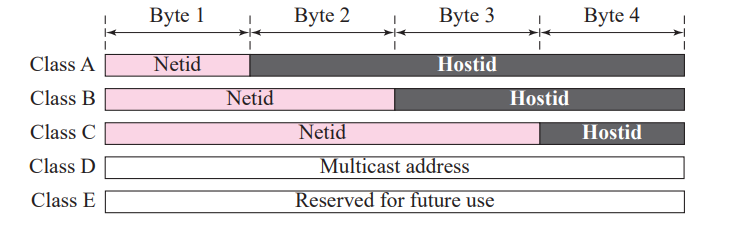 Byte 1 Byte 2 Byte 3 Byte 4
Class A Netid Hostid
Class B Netid Hostid
Class C Netid Hostid
Class D Multicast address
Class E Reserved for future use